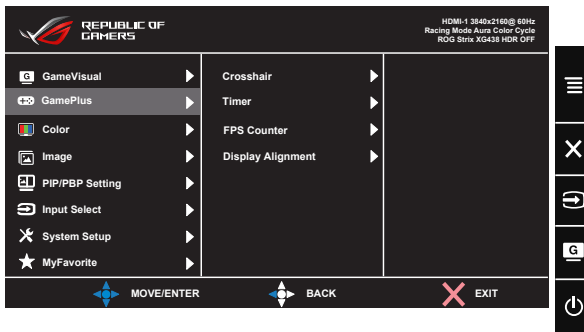 REPUBLIC OF
GAMERS
HDMI-1 3840x2160@ 60Hz
Racing Mode Aura Color Cycle
ROG Strix XG438 HDR OFF
G GameVisual
GamePlus
Color
Image
PIP/PBP Setting
Input Select
System Setup
MyFavorite
Crosshair
Timer
FPS Counter
Display Alignment
G
MOVE/ENTER
BACK
EXIT